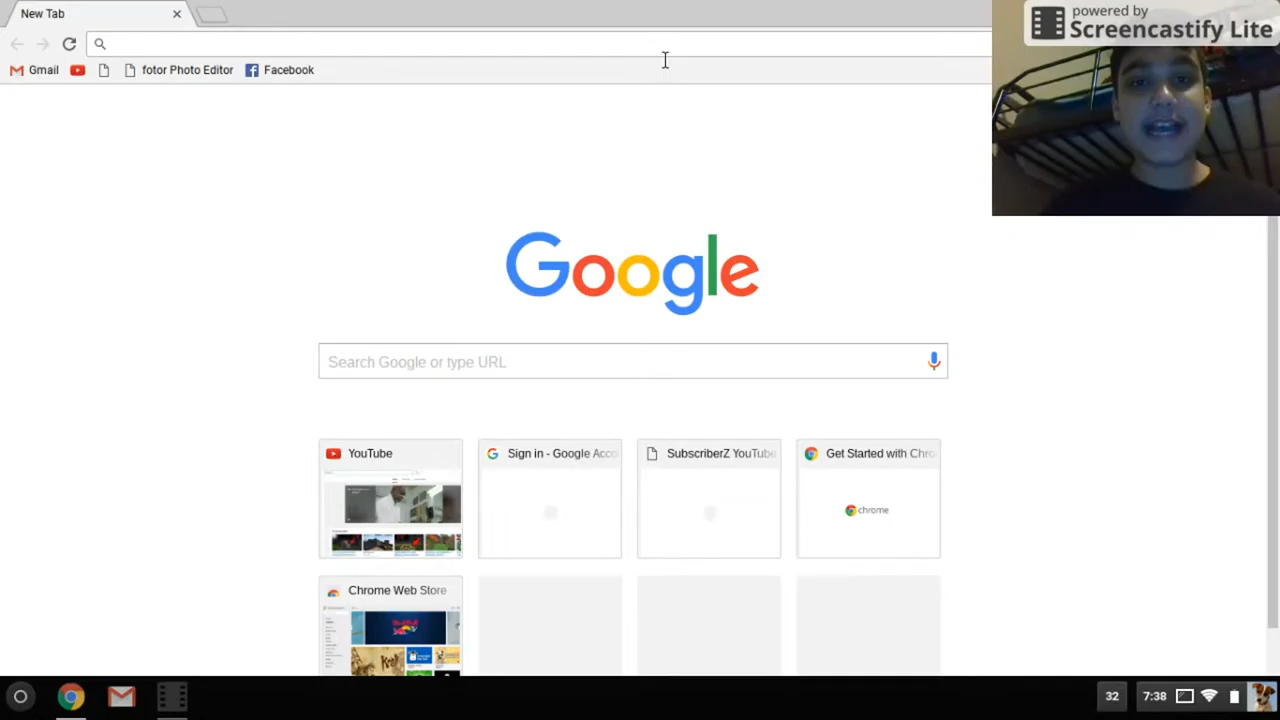 New Tab
powered by
Screencastify Lite
Gmail
fotor Photo Editor
Facebook
Google
Search Google or type URL
YouTube
Sign in - Google Acco
SubscriberZ YouTube
Get Started with Chro
chrome
Chrome Web Store
32
7:38